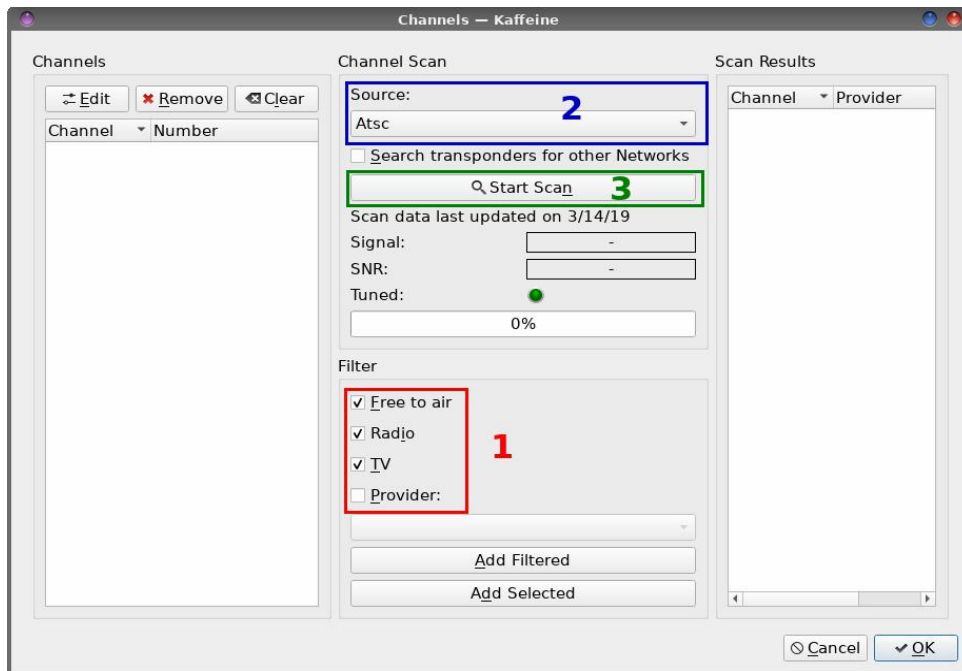 Channels — Kaffeine
Channels
Edit
Remove
Clear
Channel
Number
Channel Scan
Source:
2
Atsc
Search transponders for other Networks
Start Scan
3
Scan data last updated on 3/14/19
Signal:
-
SNR:
-
Tuned:
0%
Filter
Free to air
Radio
TV
Provider:
1
Add Filtered
Add Selected
Scan Results
Channel
Provider
Cancel
OK